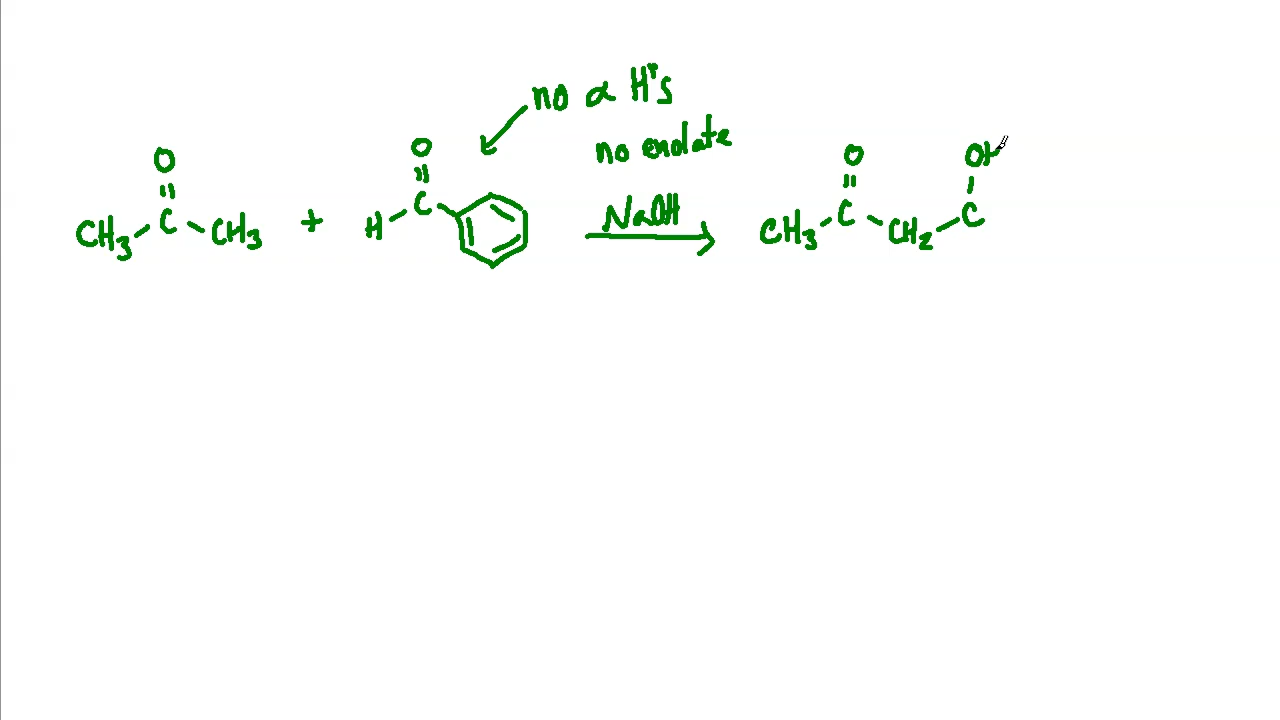 no α H's
no enolate
O
O
O
OH
CH3 C CH3 + H C NaOH CH3 C CH2 C